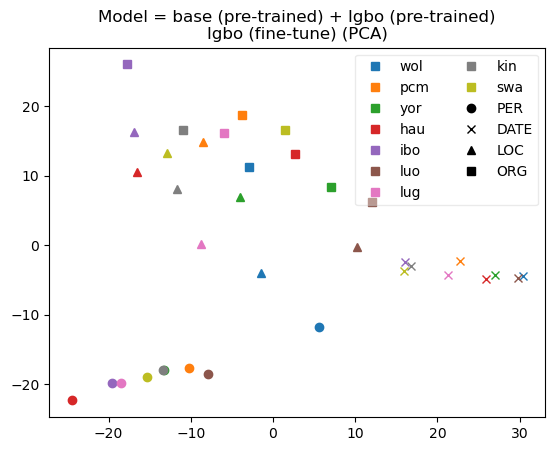 Model = base (pre-trained) + Igbo (pre-trained)
Igbo (fine-tune) (PCA)
wol
pcm
yor
hau
ibo
luo
lug
kin
swa
PER
DATE
LOC
ORG
20
10
0
−10
−20
−20
−10
0
10
20
30